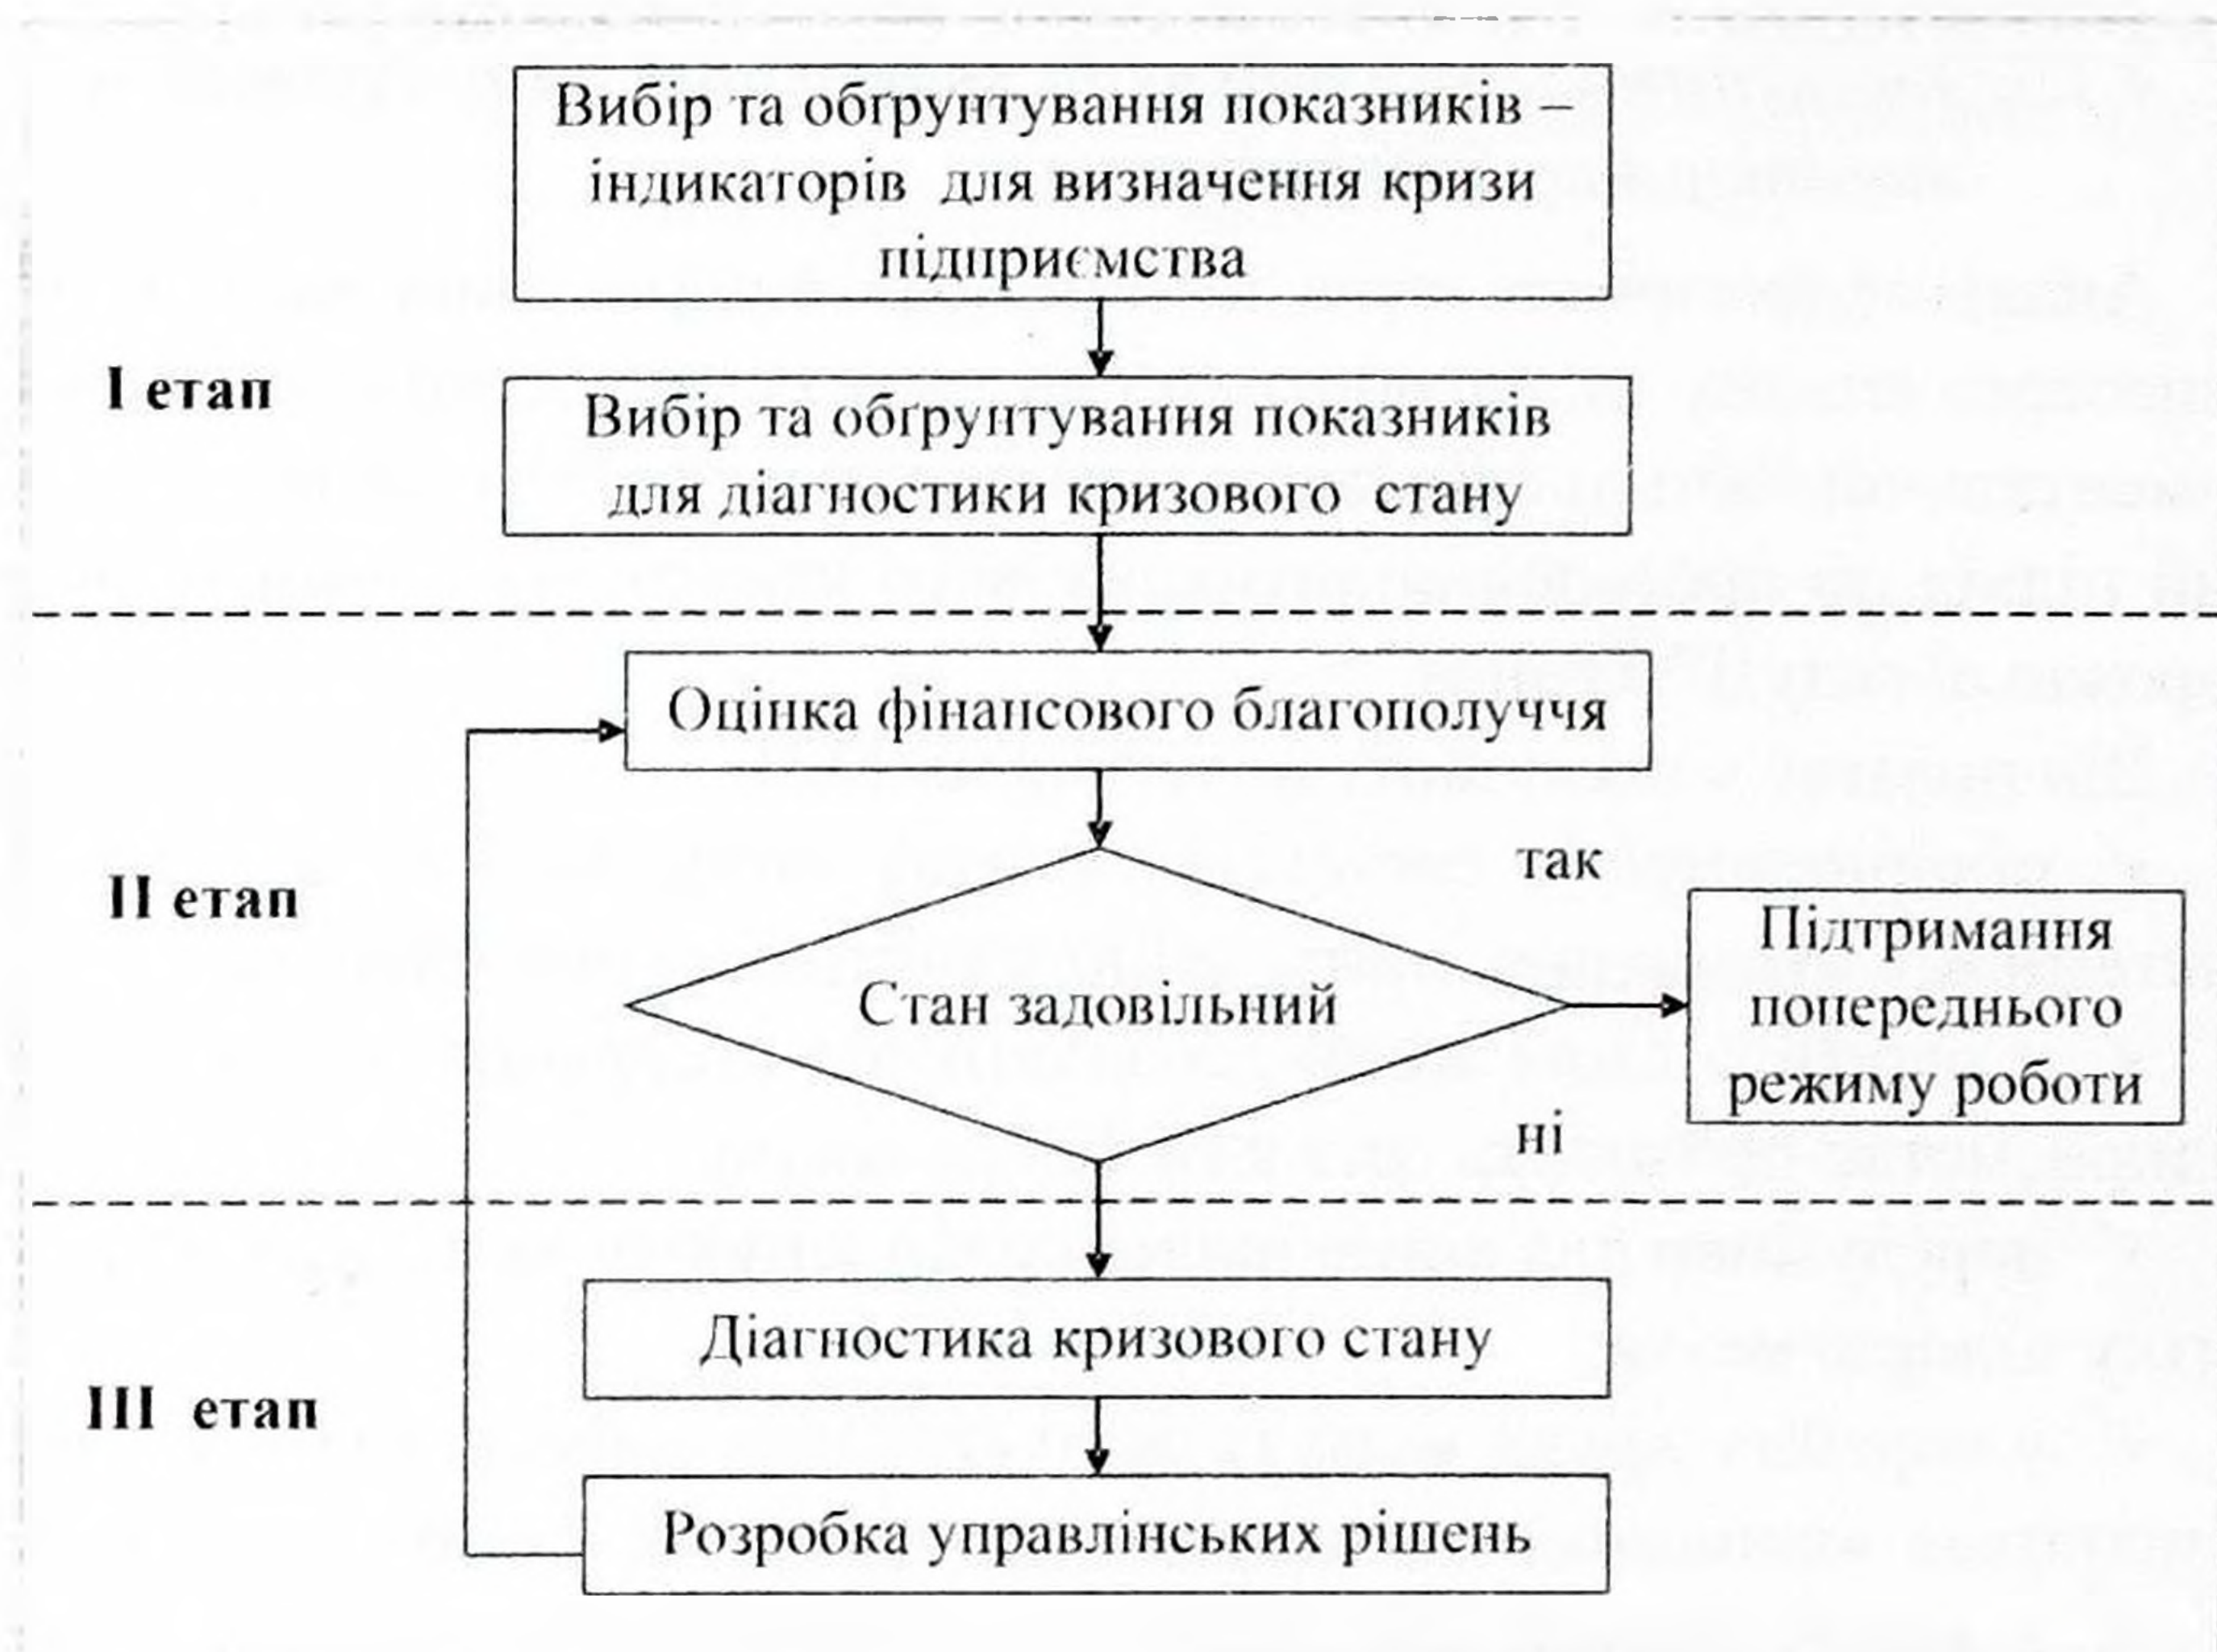 Вибір та обґрунтування показників –
індикаторів для визначення кризи
підприємства
І етап
Вибір та обґрунтування показників
для діагностики кризового стану
Оцінка фінансового благополуччя
так
ІІ етап
Підтримання
попереднього
режиму роботи
Стан задовільний
ні
Діагностика кризового стану
ІІІ етап
Розробка управлінських рішень